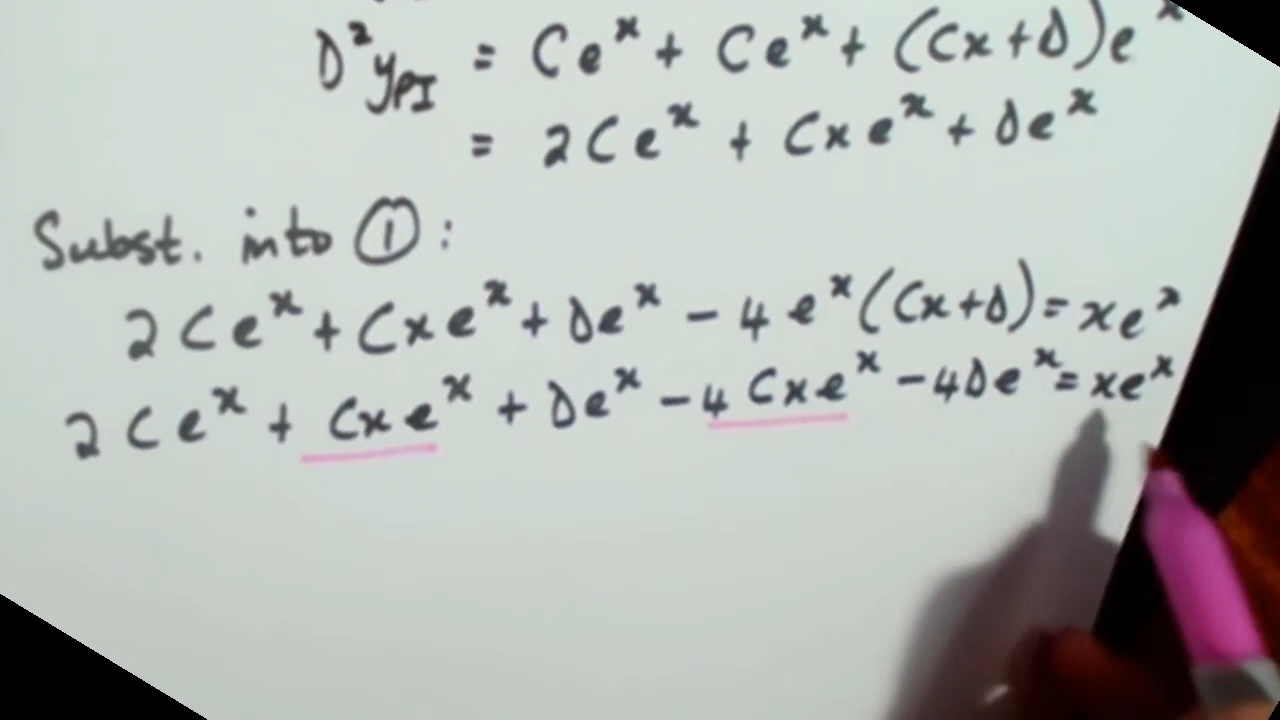 D²y_PI = Ce^x + Ce^x + (Cx+D)e^x
= 2Ce^x + Cxe^x + De^x
Subst. into ①:
2Ce^x + Cxe^x + De^x - 4e^x(Cx+D) = xe^x
2Ce^x + Cxe^x + De^x - 4Cxe^x - 4De^x = xe^x